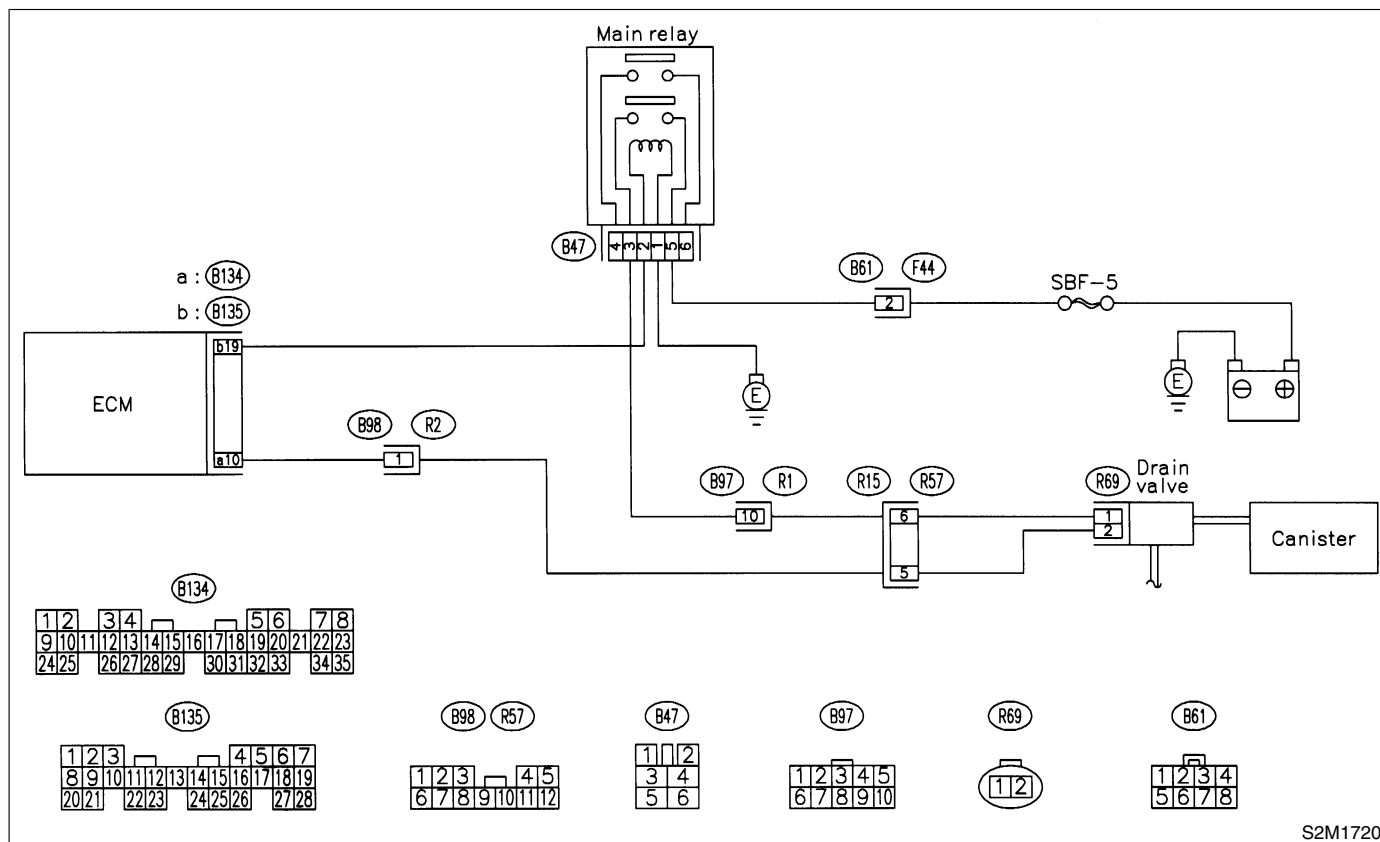 Main relay
B47
4 3 2 1 5 6
a : B134
b : B135
B61 F44
2
SBF-5
ECM
b19
a10
E
E
⊖ ⊕
B98 R2
1
B97 R1
10
R15 R57
6
5
R69
Drain
valve
1
2
Canister
B134
1 2 3 4 5 6 7 8
9 10 11 12 13 14 15 16 17 18 19 20 21 22 23
24 25 26 27 28 29 30 31 32 33 34 35
B135
1 2 3 4 5 6 7
8 9 10 11 12 13 14 15 16 17 18 19
20 21 22 23 24 25 26 27 28
B98 R57
1 2 3 4 5
6 7 8 9 10 11 12
B47
1 2
3 4
5 6
B97
1 2 3 4 5
6 7 8 9 10
R69
1 2
B61
1 2 3 4
5 6 7 8
S2M1720